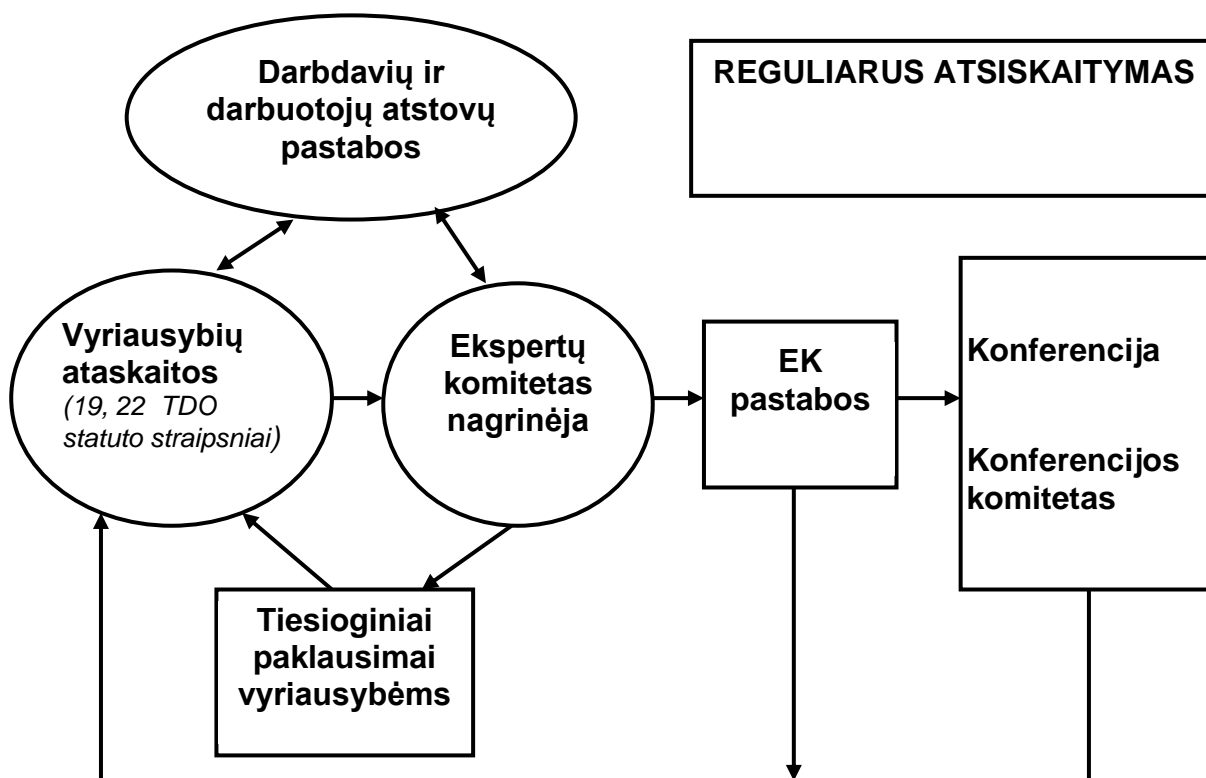 Darbdavių ir
darbuotojų atstovų
pastabos
REGULIARUS ATSISKAITYMAS
Vyriausybių
ataskaitos
(19, 22 TDO
statuto straipsniai)
Ekspertų
komitetas
nagrinėja
EK
pastabos
Konferencija
Konferencijos
komitetas
Tiesioginiai
paklausimai
vyriausybėms